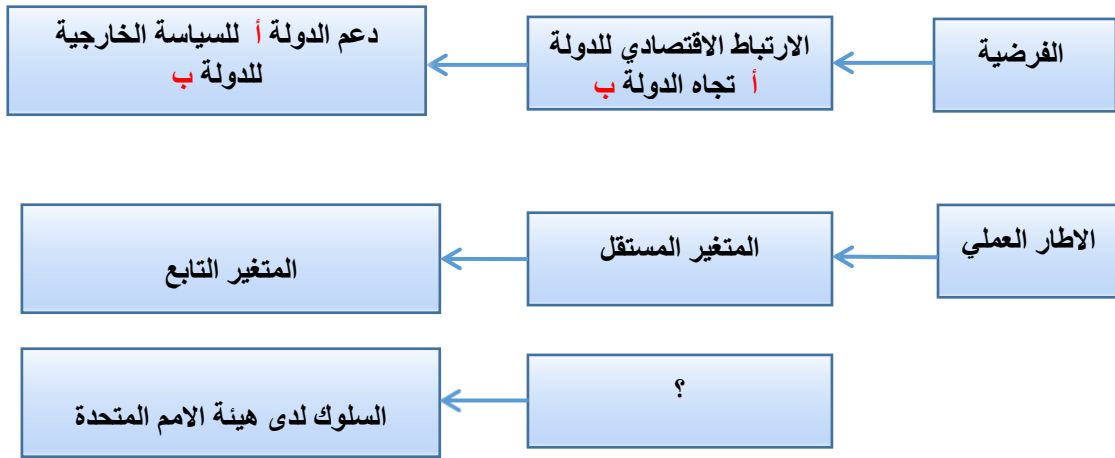 الفرضية
الارتباط الاقتصادي للدولة
أ تجاه الدولة ب
دعم الدولة أ للسياسة الخارجية
للدولة ب
الاطار العملي
المتغير المستقل
المتغير التابع
؟
السلوك لدى هيئة الامم المتحدة